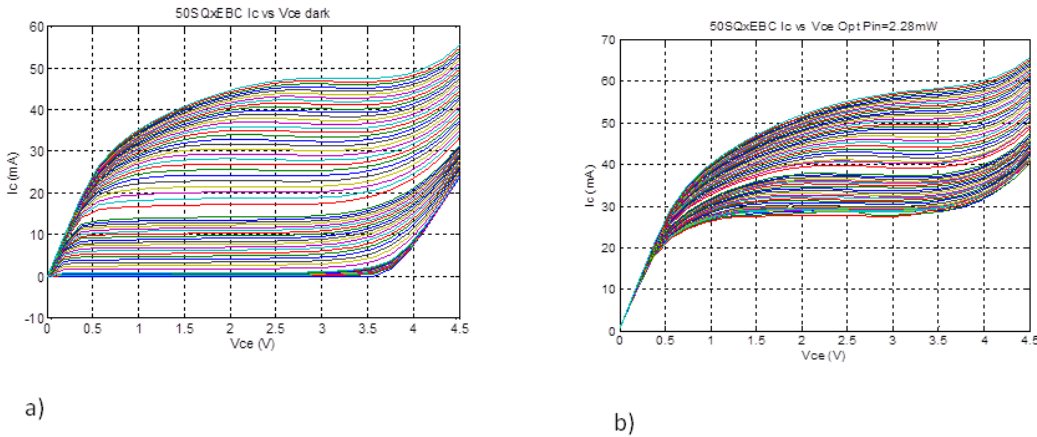 50SQxEBC Ic vs Vce dark
60
50
40
30
20
10
0
-10
Ic (mA)
0 0.5 1 1.5 2 2.5 3 3.5 4 4.5
Vce (V)
a)
50SQxEBC Ic vs Vce Opt Pin=2.28mW
70
60
50
40
30
20
10
0
Ic (mA)
0 0.5 1 1.5 2 2.5 3 3.5 4 4.5
Vce (V)
b)